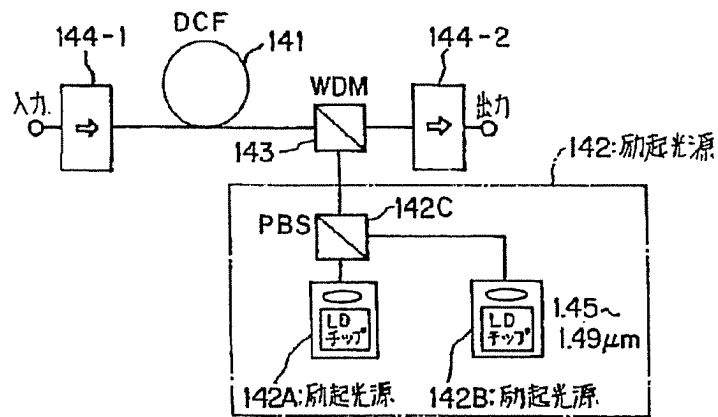 DCF
144-1
141
144-2
WDM
入力.
出力
143
142:励起光源
142C
PBS
LD
チップ
LD
チップ
1.45~
1.49μm
142A:励起光源
142B:励起光源